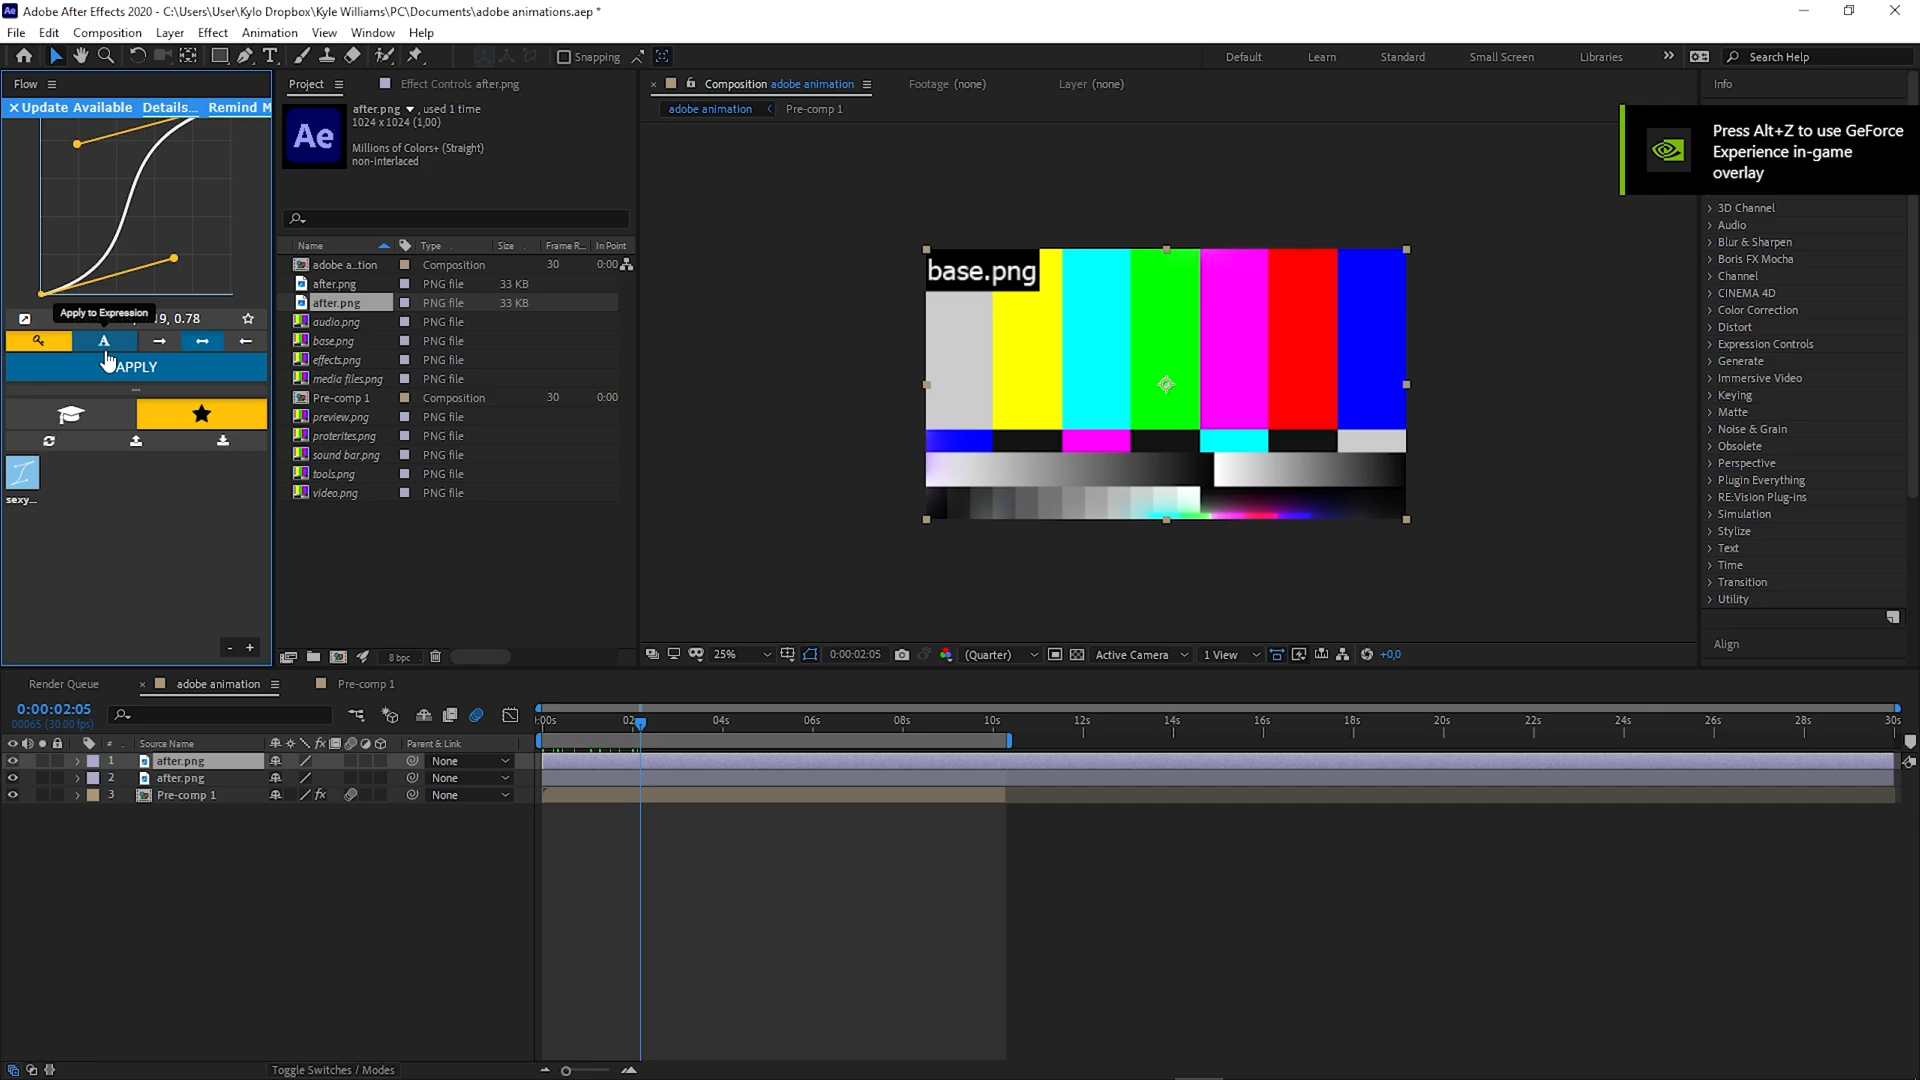 Ae Adobe After Effects 2020 - C:\Users\User\Kylo Dropbox\Kyle Williams\PC\Documents\adobe animations.aep *
File Edit Composition Layer Effect Animation View Window Help
Snapping
Default Learn Standard Small Screen Libraries Search Help
Flow
Update Available Details... Remind M
Apply to Expression
19, 0.78
A
APPLY
sexy...
- +
Project Effect Controls after.png
Ae
after.png , used 1 time
1024 x 1024 (1,00)
Millions of Colors+ (Straight)
non-interlaced
Name Type Size Frame R... In Point
adobe a...tion Composition 30 0:00
after.png PNG file 33 KB
after.png PNG file 33 KB
audio.png PNG file
base.png PNG file
effects.png PNG file
media files.png PNG file
Pre-comp 1 Composition 30 0:00
preview.png PNG file
proterites.png PNG file
sound bar.png PNG file
tools.png PNG file
video.png PNG file
8 bpc
Composition adobe animation Footage (none) Layer (none)
adobe animation Pre-comp 1
base.png
25% 0:00:02:05 (Quarter) Active Camera 1 View +0,0
Info
Press Alt+Z to use GeForce
Experience in-game
overlay
3D Channel
Audio
Blur & Sharpen
Boris FX Mocha
Channel
CINEMA 4D
Color Correction
Distort
Expression Controls
Generate
Immersive Video
Keying
Matte
Noise & Grain
Obsolete
Perspective
Plugin Everything
RE:Vision Plug-ins
Simulation
Stylize
Text
Time
Transition
Utility
Align
Render Queue adobe animation Pre-comp 1
0:00:02:05
00065 (30.00 fps)
:00s 02 04s 06s 08s 10s 12s 14s 16s 18s 20s 22s 24s 26s 28s 30s
# Source Name fx Parent & Link
1 after.png None
2 after.png None
3 Pre-comp 1 fx None
Toggle Switches / Modes